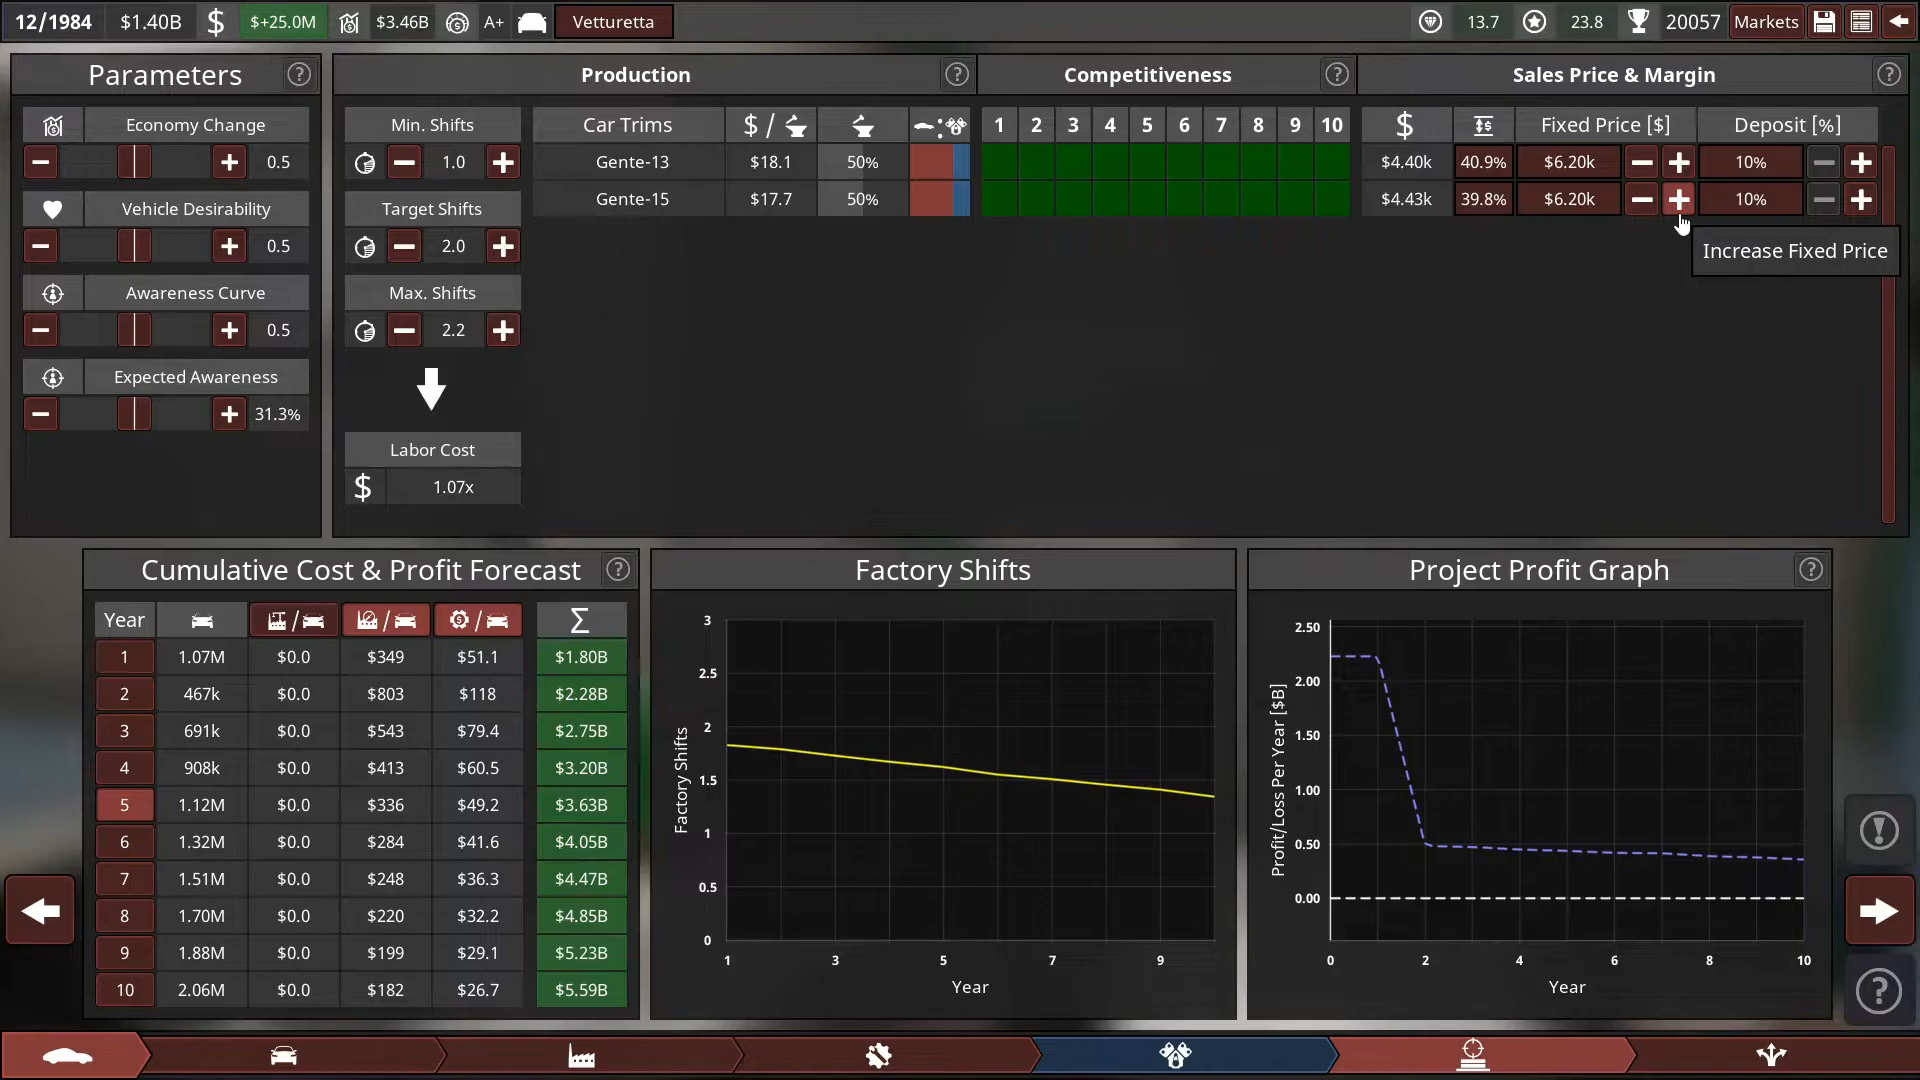 12/1984 $1.40B $ $+25.0M $3.46B A+ Vetturetta 13.7 23.8 20057 Markets
Parameters ?
Economy Change
0.5
Vehicle Desirability
0.5
Awareness Curve
0.5
Expected Awareness
31.3%
Production ?
Min. Shifts
1.0
Target Shifts
2.0
Max. Shifts
2.2
Labor Cost
$ 1.07x
Car Trims $ /
Gente-13 $18.1 50%
Gente-15 $17.7 50%
Competitiveness ?
1 2 3 4 5 6 7 8 9 10
Sales Price & Margin ?
$ Fixed Price [$] Deposit [%]
$4.40k 40.9% $6.20k 10%
$4.43k 39.8% $6.20k 10%
Increase Fixed Price
Cumulative Cost & Profit Forecast ?
Year / / / Σ
1 1.07M $0.0 $349 $51.1 $1.80B
2 467k $0.0 $803 $118 $2.28B
3 691k $0.0 $543 $79.4 $2.75B
4 908k $0.0 $413 $60.5 $3.20B
5 1.12M $0.0 $336 $49.2 $3.63B
6 1.32M $0.0 $284 $41.6 $4.05B
7 1.51M $0.0 $248 $36.3 $4.47B
8 1.70M $0.0 $220 $32.2 $4.85B
9 1.88M $0.0 $199 $29.1 $5.23B
10 2.06M $0.0 $182 $26.7 $5.59B
Factory Shifts
3
2.5
2
1.5
1
0.5
0
Factory Shifts
1 3 5 7 9
Year
Project Profit Graph ?
2.50
2.00
1.50
1.00
0.50
0.00
Profit/Loss Per Year [$B]
0 2 4 6 8 10
Year
!
?